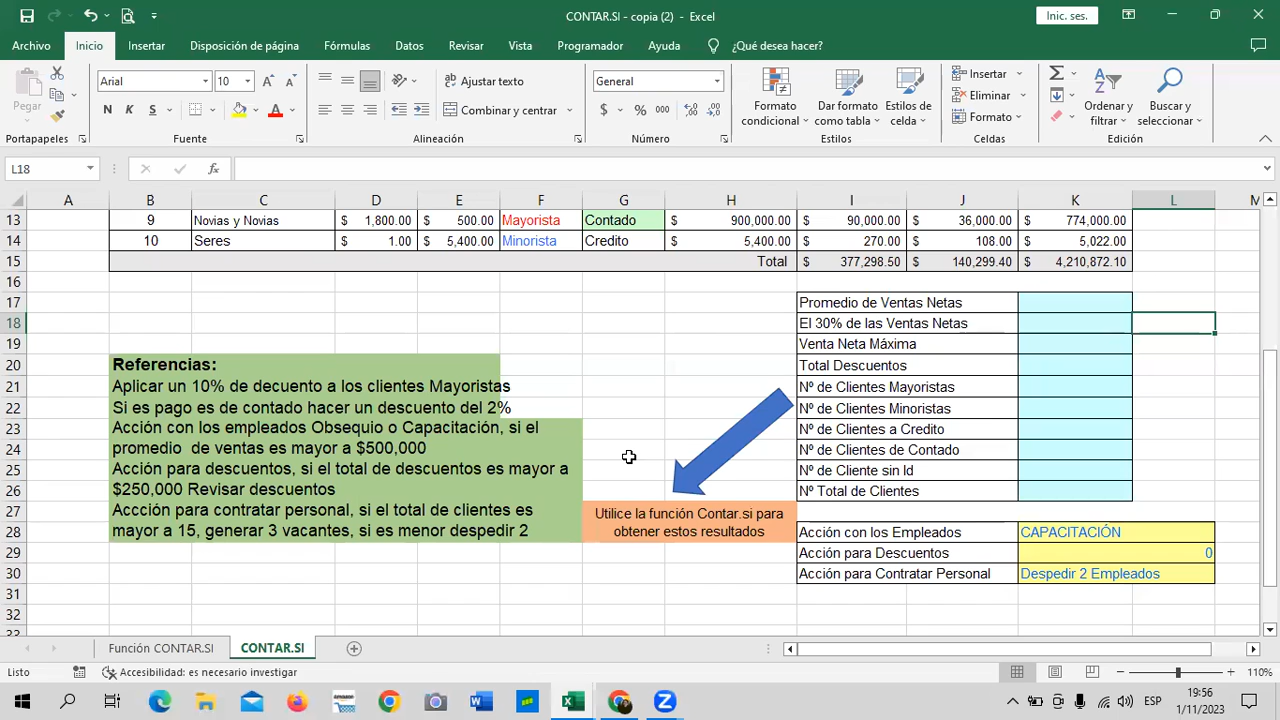 CONTAR.SI - copia (2) - Excel
Inic. ses.
Archivo Inicio Insertar Disposición de página Fórmulas Datos Revisar Vista Programador Ayuda ¿Qué desea hacer?
Pegar
Arial 10
N K S
Ajustar texto
Combinar y centrar
General
$ % 000
Formato condicional
Dar formato como tabla
Estilos de celda
Insertar
Eliminar
Formato
Ordenar y filtrar
Buscar y seleccionar
Portapapeles Fuente Alineación Número Estilos Celdas Edición
L18 fx
A B C D E F G H I J K L M
13 9 Novias y Novias $ 1,800.00 $ 500.00 Mayorista Contado $ 900,000.00 $ 90,000.00 $ 36,000.00 $ 774,000.00
14 10 Seres $ 1.00 $ 5,400.00 Minorista Credito $ 5,400.00 $ 270.00 $ 108.00 $ 5,022.00
15 Total $ 377,298.50 $ 140,299.40 $ 4,210,872.10
16
17 Promedio de Ventas Netas
18 El 30% de las Ventas Netas
19 Venta Neta Máxima
20 Referencias: Total Descuentos
21 Aplicar un 10% de decuento a los clientes Mayoristas Nº de Clientes Mayoristas
22 Si es pago es de contado hacer un descuento del 2% Nº de Clientes Minoristas
23 Acción con los empleados Obsequio o Capacitación, si el Nº de Clientes a Credito
24 promedio de ventas es mayor a $500,000 Nº de Clientes de Contado
25 Acción para descuentos, si el total de descuentos es mayor a Nº de Cliente sin Id
26 $250,000 Revisar descuentos Nº Total de Clientes
27 Accción para contratar personal, si el total de clientes es Utilice la función Contar.si para
28 mayor a 15, generar 3 vacantes, si es menor despedir 2 obtener estos resultados Acción con los Empleados CAPACITACIÓN
29 Acción para Descuentos 0
30 Acción para Contratar Personal Despedir 2 Empleados
31
32
33
Función CONTAR.SI CONTAR.SI
Listo Accesibilidad: es necesario investigar 110%
ESP 19:56
1/11/2023